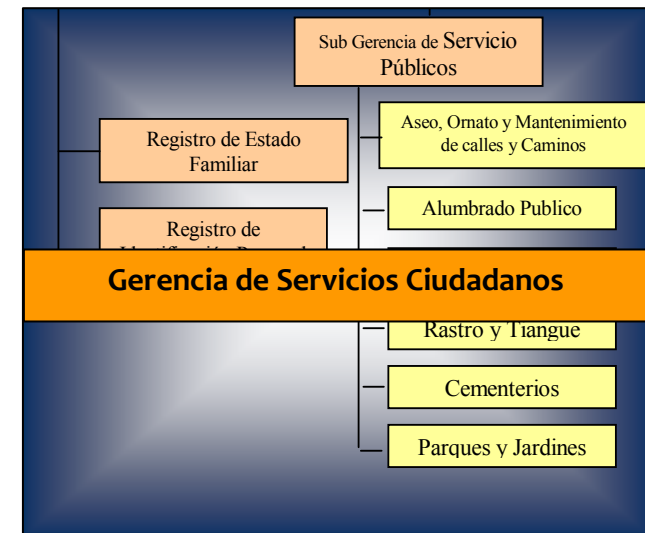 Sub Gerencia de Servicio
Públicos
Aseo, Ornato y Mantenimiento
de calles y Caminos
Registro de Estado
Familiar
Alumbrado Publico
Registro de
Gerencia de Servicios Ciudadanos
Rastro y Tiangue
Cementerios
Parques y Jardines